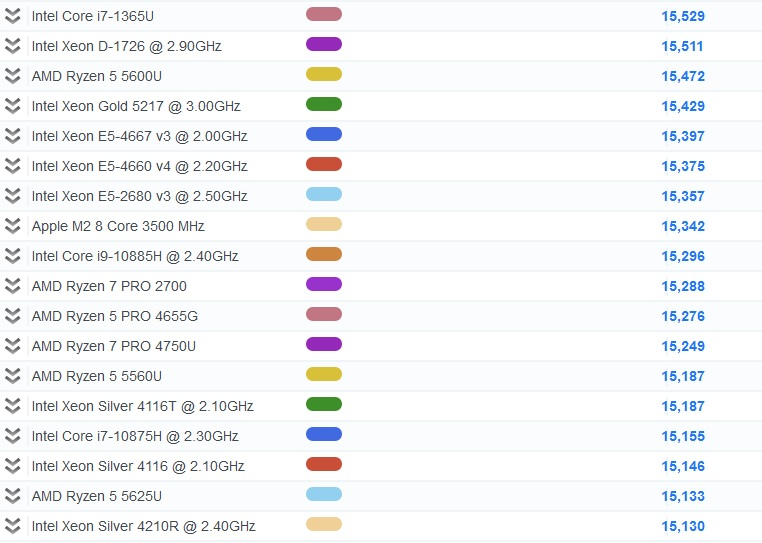 Intel Core i7-1365U 15,529
Intel Xeon D-1726 @ 2.90GHz 15,511
AMD Ryzen 5 5600U 15,472
Intel Xeon Gold 5217 @ 3.00GHz 15,429
Intel Xeon E5-4667 v3 @ 2.00GHz 15,397
Intel Xeon E5-4660 v4 @ 2.20GHz 15,375
Intel Xeon E5-2680 v3 @ 2.50GHz 15,357
Apple M2 8 Core 3500 MHz 15,342
Intel Core i9-10885H @ 2.40GHz 15,296
AMD Ryzen 7 PRO 2700 15,288
AMD Ryzen 5 PRO 4655G 15,276
AMD Ryzen 7 PRO 4750U 15,249
AMD Ryzen 5 5560U 15,187
Intel Xeon Silver 4116T @ 2.10GHz 15,187
Intel Core i7-10875H @ 2.30GHz 15,155
Intel Xeon Silver 4116 @ 2.10GHz 15,146
AMD Ryzen 5 5625U 15,133
Intel Xeon Silver 4210R @ 2.40GHz 15,130